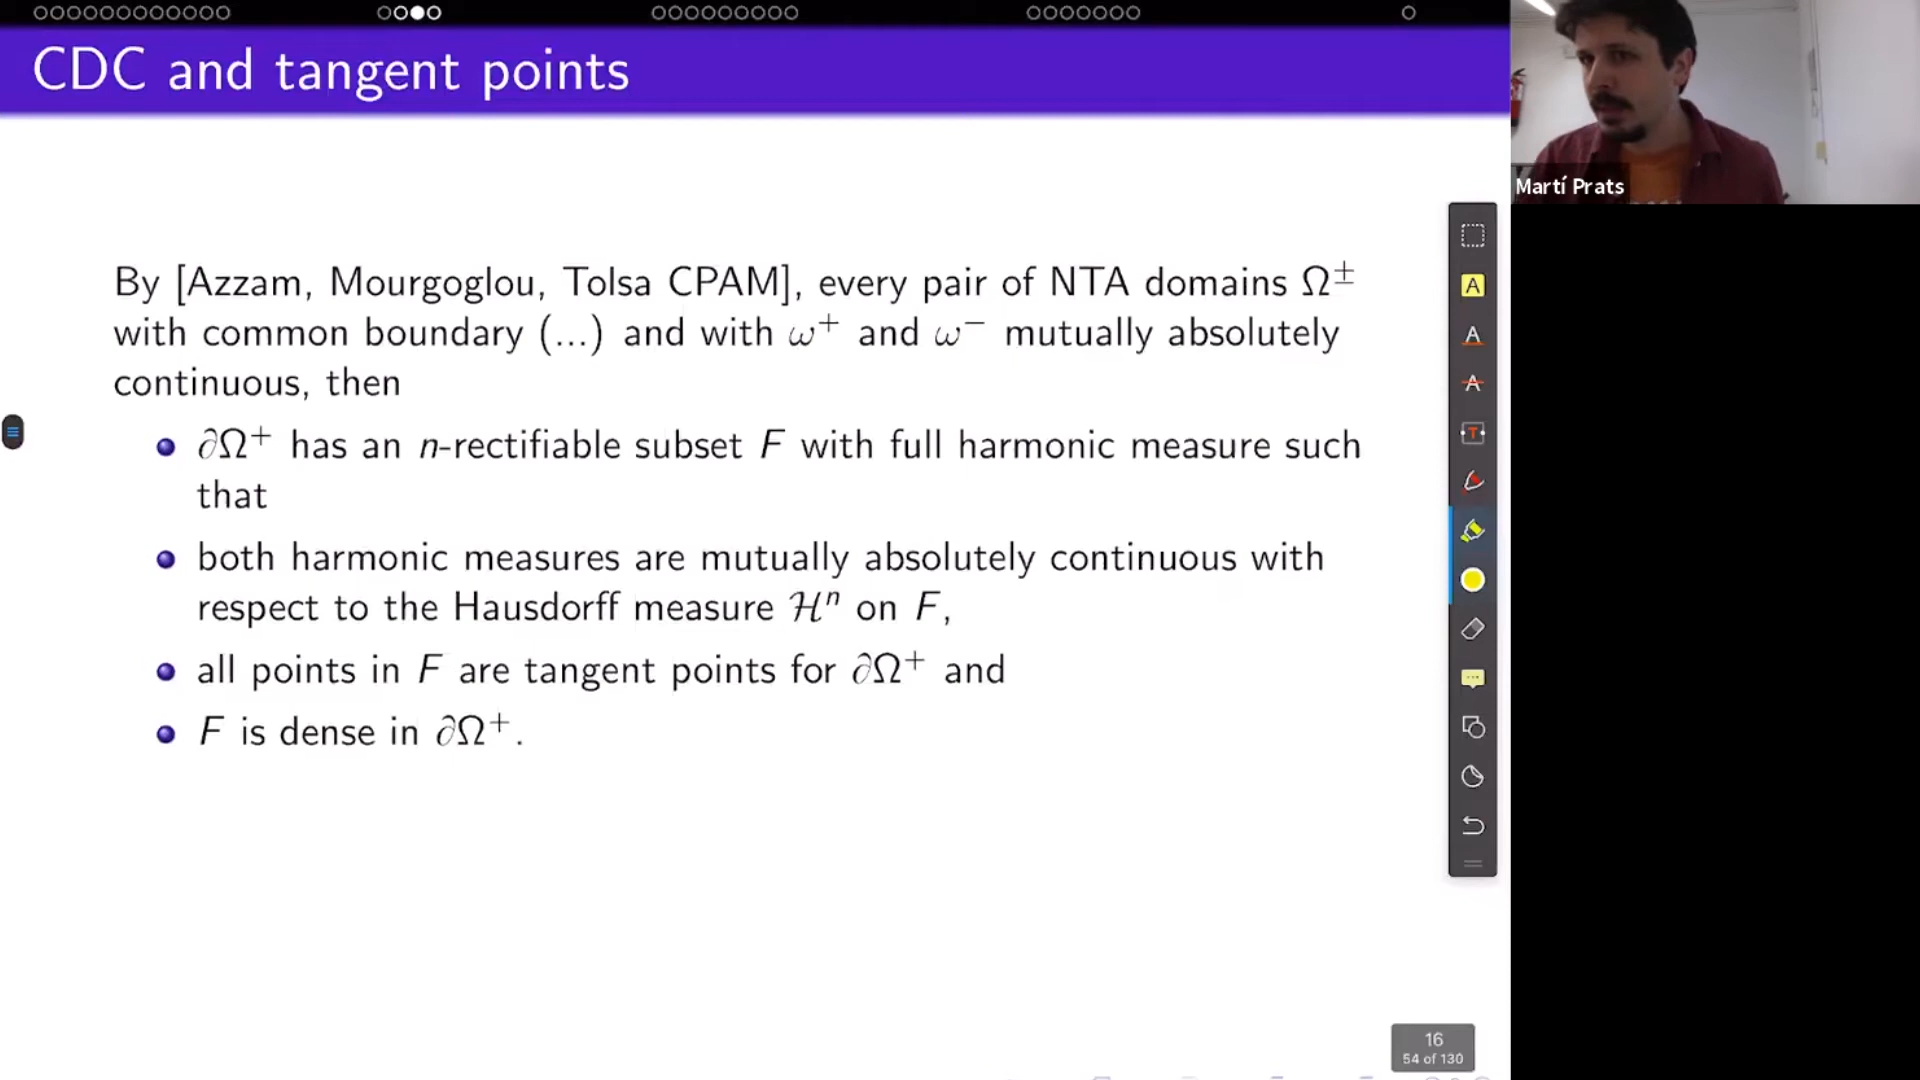 CDC and tangent points
Martí Prats
By [Azzam, Mourgoglou, Tolsa CPAM], every pair of NTA domains Ω±
with common boundary (...) and with ω⁺ and ω⁻ mutually absolutely
continuous, then
∂Ω⁺ has an n-rectifiable subset F with full harmonic measure such
that
both harmonic measures are mutually absolutely continuous with
respect to the Hausdorff measure ℋⁿ on F,
all points in F are tangent points for ∂Ω⁺ and
F is dense in ∂Ω⁺.
A
A
A
T
16
54 of 130